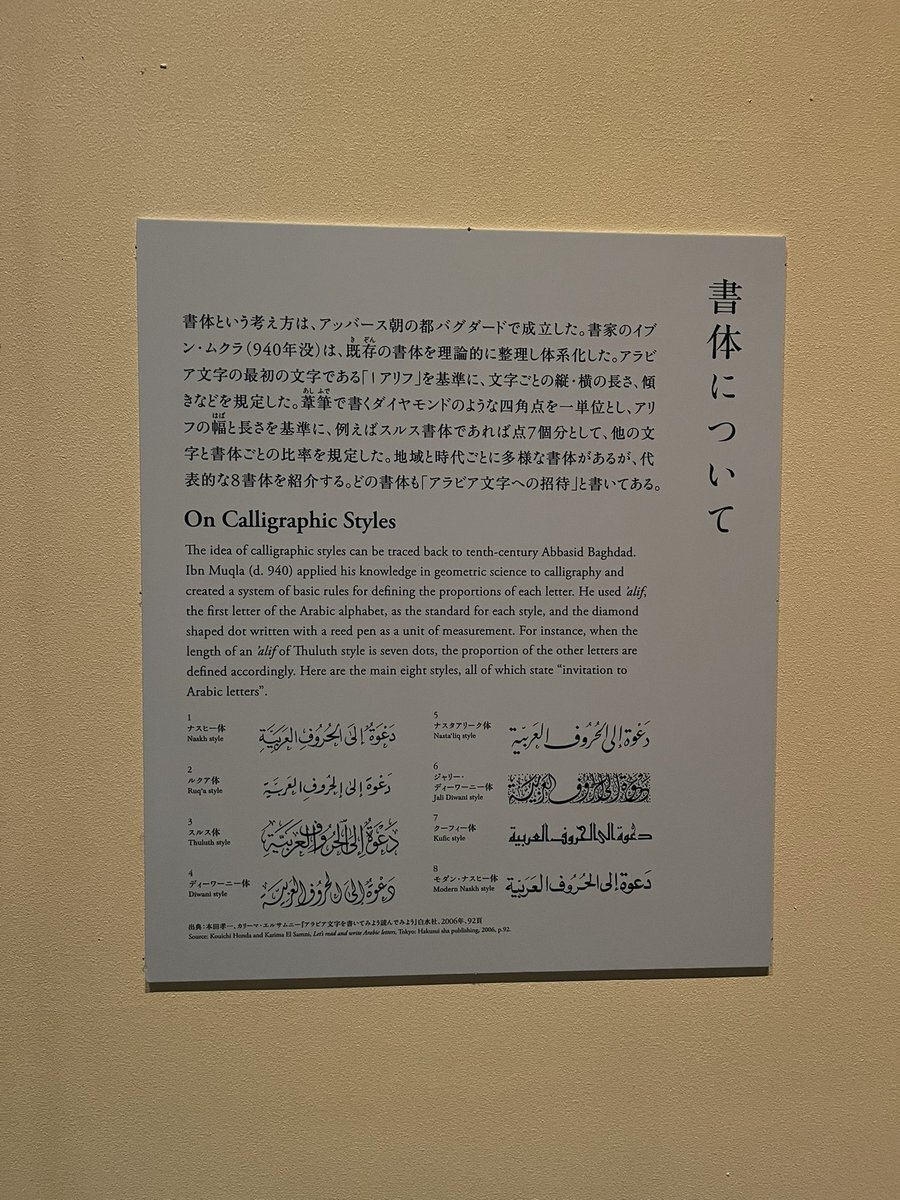 書体について
書体という考え方は、アッバース朝の都バグダードで成立した。書家のイブ
ン・ムクラ(940年没)は、既存の書体を理論的に整理し体系化した。アラビ
ア文字の最初の文字である「ا アリフ」を基準に、文字ごとの縦・横の長さ、傾
きなどを規定した。葦筆で書くダイヤモンドのような四角点を一単位とし、アリ
フの幅と長さを基準に、例えばスルス書体であれば点7個分として、他の文
字と書体ごとの比率を規定した。地域と時代ごとに多様な書体があるが、代
表的な8書体を紹介する。どの書体も「アラビア文字への招待」と書いてある。
On Calligraphic Styles
The idea of calligraphic styles can be traced back to tenth-century Abbasid Baghdad.
Ibn Muqla (d. 940) applied his knowledge in geometric science to calligraphy and
created a system of basic rules for defining the proportions of each letter. He used 'alif,
the first letter of the Arabic alphabet, as the standard for each style, and the diamond
shaped dot written with a reed pen as a unit of measurement. For instance, when the
length of an 'alif of Thuluth style is seven dots, the proportion of the other letters are
defined accordingly. Here are the main eight styles, all of which state “invitation to
Arabic letters”.
1
ナスヒー体
Naskh style
دَعْوَةٌ إِلَى الحُرُوفِ العَرَبِيَّةِ
2
ルクア体
Ruq'a style
دَعْوَة إلى الحُروفِ العَرَبيَّة
3
スルス体
Thuluth style
دَعْوَةٌ إِلَى الْحُرُوفِ الْعَرَبِيَّةِ
4
ディーワーニー体
Diwani style
دَعْوَةٌ إلى الحُرُوفِ العَرَبِيَّة
5
ナスタアリーク体
Nasta'liq style
دَعْوَة إلى الحُرُوف العَرَبِيَّة
6
ジャリー・
ディーワーニー体
Jali Diwani style
دعوة إلى الحروف العربية
7
クーフィー体
Kufic style
دعوة الى الحروف العربية
8
モダン・ナスヒー体
Modern Naskh style
دَعوة إلى الحُرُوف العَرَبيَّة
出典:本田孝一、カリーマ・エルサムニー『アラビア文字を書いてみよう読んでみよう』白水社、2006年、92頁
Source: Kouichi Honda and Karima El Samni, Let's read and write Arabic letters, Tokyo: Hakusui sha publishing, 2006, p.92.